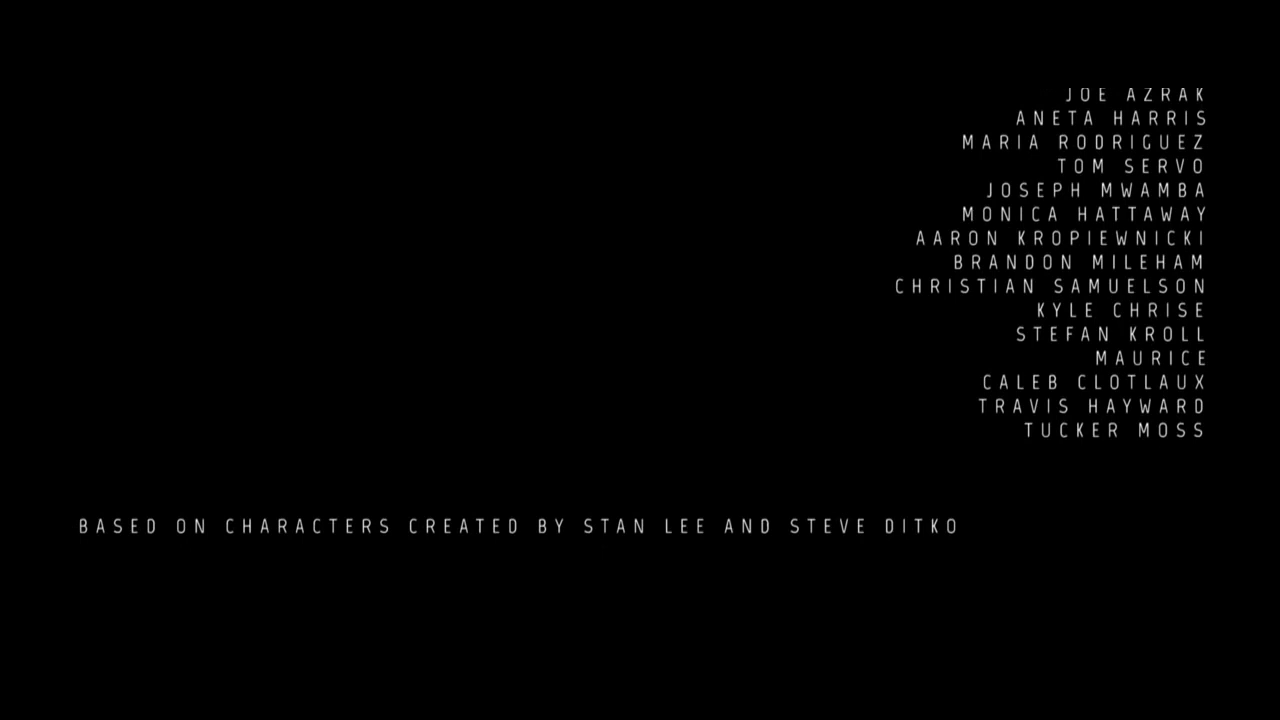 JOE AZRAK
ANETA HARRIS
MARIA RODRIGUEZ
TOM SERVO
JOSEPH MWAMBA
MONICA HATTAWAY
AARON KROPIEWNICKI
BRANDON MILEHAM
CHRISTIAN SAMUELSON
KYLE CHRISE
STEFAN KROLL
MAURICE
CALEB CLOTLAUX
TRAVIS HAYWARD
TUCKER MOSS
BASED ON CHARACTERS CREATED BY STAN LEE AND STEVE DITKO